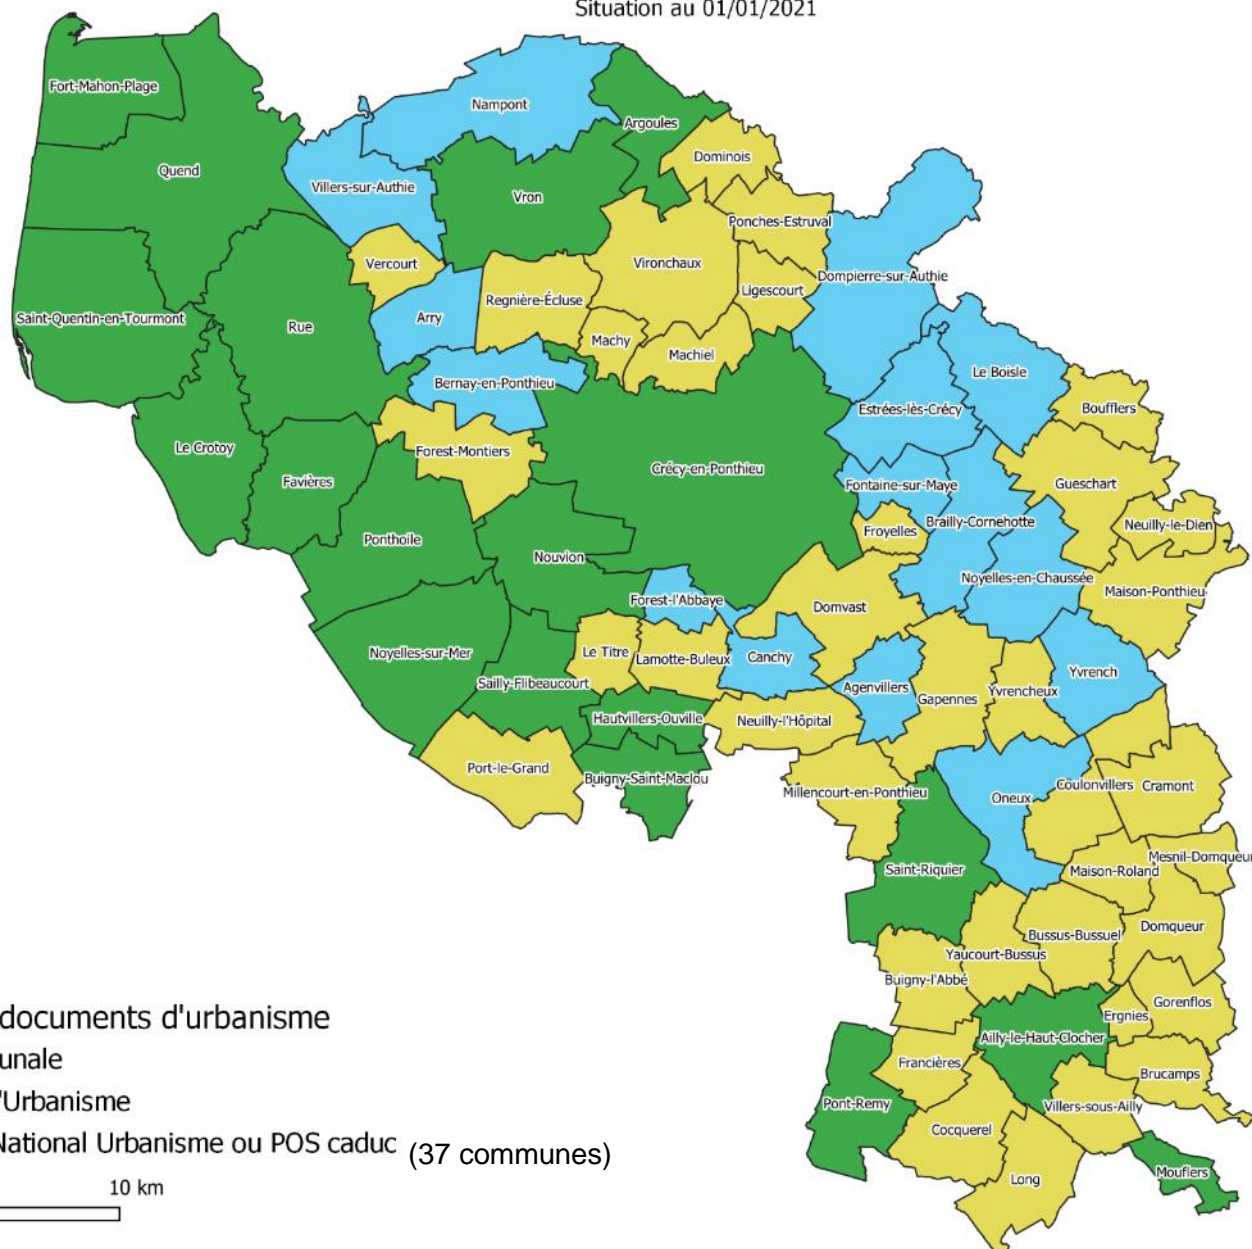 Situation au 01/01/2021
Fort-Mahon-Plage
Nampont
Argoules
Dominois
Quend
Villers-sur-Authie
Vron
Ponches-Estruval
Vercourt
Vironchaux
Dompierre-sur-Authie
Ligescourt
Regnière-Écluse
Saint-Quentin-en-Tourmont
Arry
Rue
Machy
Machiel
Le Boisle
Bernay-en-Ponthieu
Estrées-lès-Crécy
Boufflers
Le Crotoy
Forest-Montiers
Crécy-en-Ponthieu
Favières
Fontaine-sur-Maye
Gueschart
Brailly-Cornehotte
Neuilly-le-Dien
Froyelles
Ponthoile
Nouvion
Noyelles-en-Chaussée
Maison-Ponthieu
Forest-l'Abbaye
Domvast
Noyelles-sur-Mer
Le Titre
Lamotte-Buleux
Canchy
Yvrench
Sailly-Flibeaucourt
Agenvillers
Gapennes
Yvrencheux
Hautvillers-Ouville
Neuilly-l'Hôpital
Port-le-Grand
Buigny-Saint-Maclou
Millencourt-en-Ponthieu
Oneux
Coulonvillers
Cramont
Saint-Riquier
Maison-Roland
Mesnil-Domqueur
Bussus-Bussuel
Domqueur
Yaucourt-Bussus
Buigny-l'Abbé
Gorenflos
Ergnies
Ailly-le-Haut-Clocher
Francières
Brucamps
Pont-Remy
Villers-sous-Ailly
Cocquerel
Mouflers
Long
documents d'urbanisme
unale
'Urbanisme
National Urbanisme ou POS caduc (37 communes)
10 km